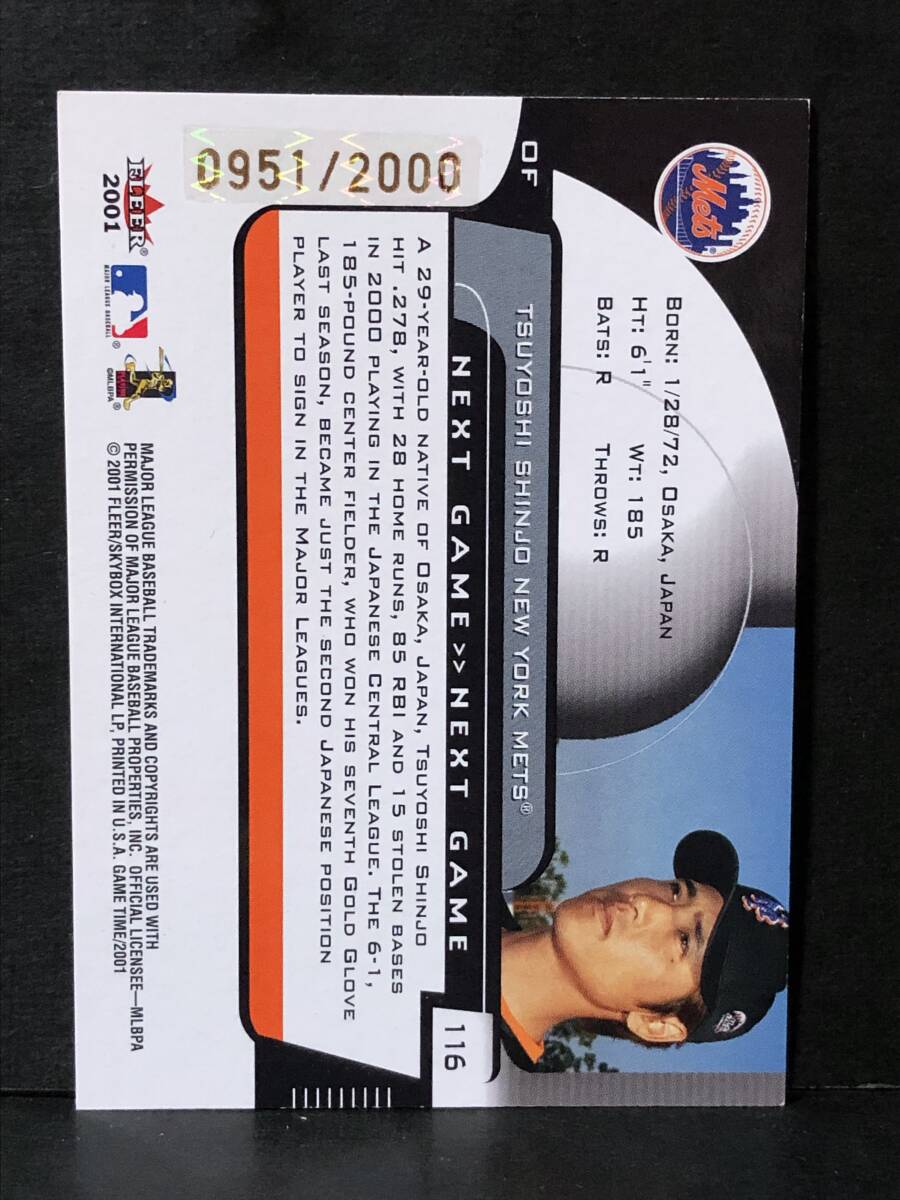 Mets
BORN: 1/28/72, OSAKA, JAPAN
HT: 6'1" WT: 185
BATS: R THROWS: R
OF
TSUYOSHI SHINJO NEW YORK METS®
NEXT GAME >> NEXT GAME
116
A 29-YEAR-OLD NATIVE OF OSAKA, JAPAN, TSUYOSHI SHINJO
HIT .278, WITH 28 HOME RUNS, 85 RBI AND 15 STOLEN BASES
IN 2000 PLAYING IN THE JAPANESE CENTRAL LEAGUE. THE 6-1,
185-POUND CENTER FIELDER, WHO WON HIS SEVENTH GOLD GLOVE
LAST SEASON, BECAME JUST THE SECOND JAPANESE POSITION
PLAYER TO SIGN IN THE MAJOR LEAGUES.
0951/2000
FLEER®
2001
MAJOR LEAGUE BASEBALL
®
©MLBPA ®
MAJOR LEAGUE BASEBALL TRADEMARKS AND COPYRIGHTS ARE USED WITH
PERMISSION OF MAJOR LEAGUE BASEBALL PROPERTIES, INC. OFFICIAL LICENSEE—MLBPA
© 2001 FLEER/SKYBOX INTERNATIONAL LP, PRINTED IN U.S.A. GAME TIME/2001